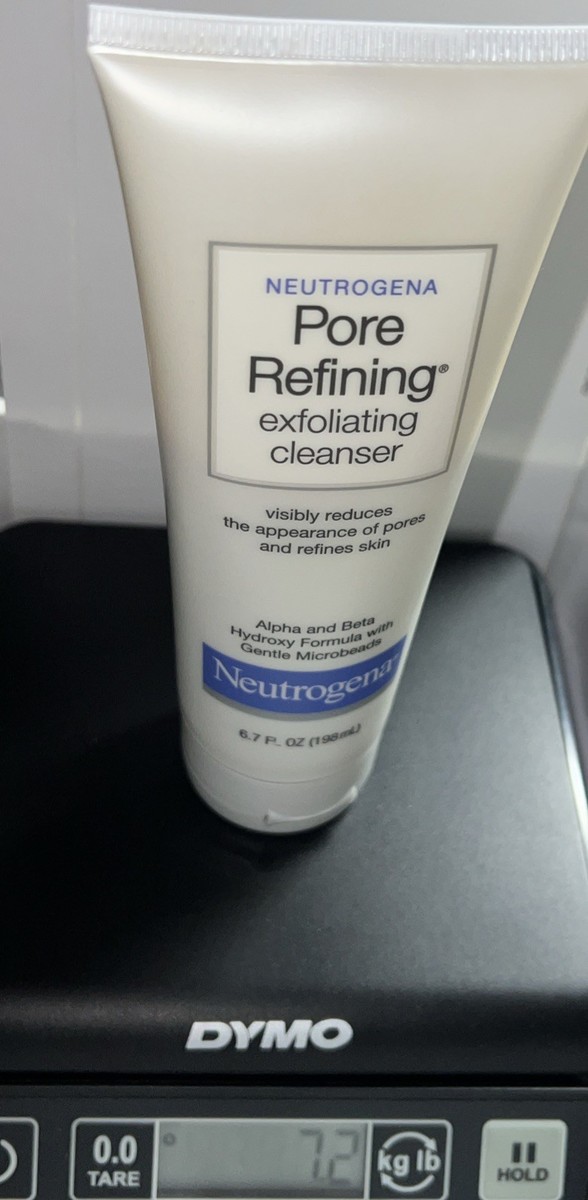 NEUTROGENA
Pore
Refining®
exfoliating
cleanser
visibly reduces
the appearance of pores
and refines skin
Alpha and Beta
Hydroxy Formula with
Gentle Microbeads
Neutrogena
6.7 FL OZ (198 mL)
DYMO
0.0
TARE
7.2
kg lb
HOLD